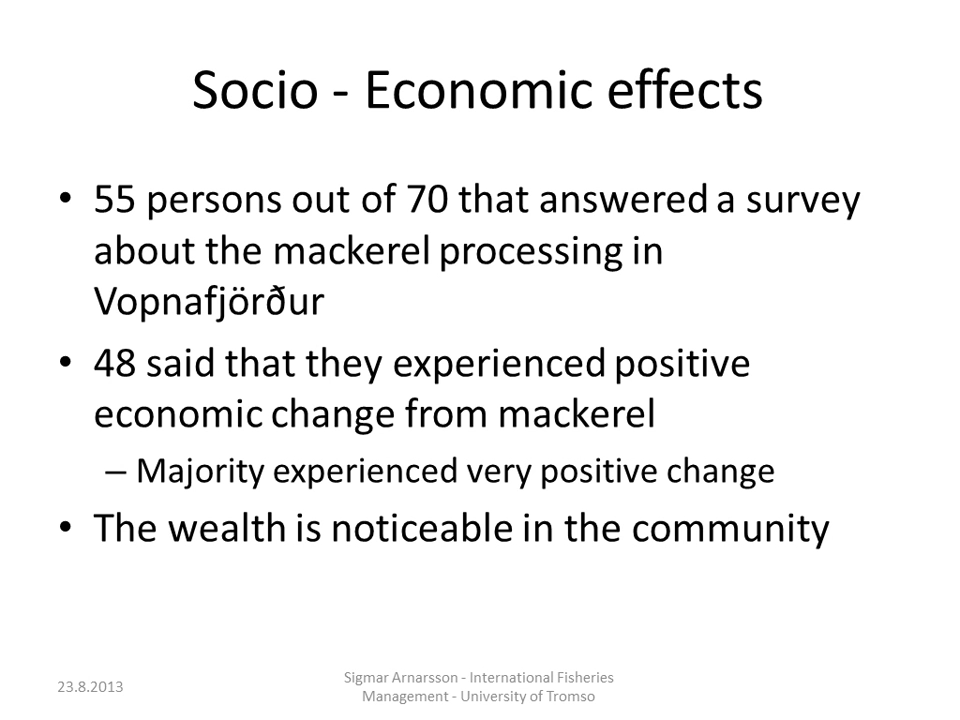 Socio - Economic effects
• 55 persons out of 70 that answered a survey
about the mackerel processing in
Vopnafjörður
• 48 said that they experienced positive
economic change from mackerel
– Majority experienced very positive change
• The wealth is noticeable in the community
23.8.2013
Sigmar Arnarsson - International Fisheries
Management - University of Tromso